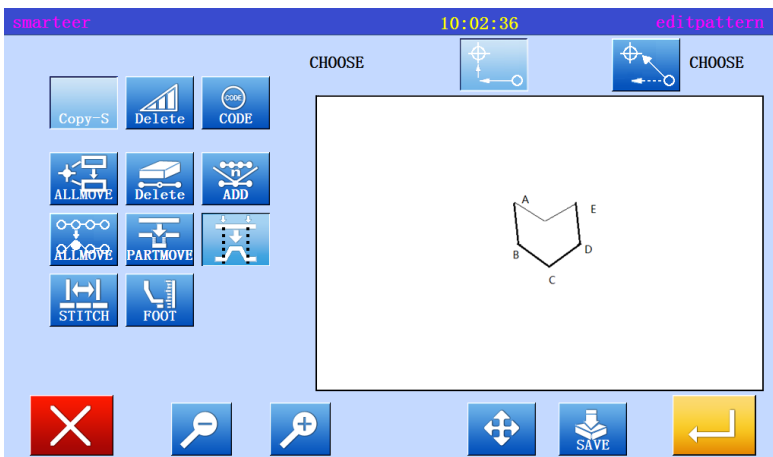 smarteer 10:02:36 editpattern
CHOOSE CHOOSE
Copy-S Delete CODE CODE
ALLMOVE Delete n ADD
ALLMOVE PARTMOVE
STITCH FOOT
A
E
B
D
C
SAVE